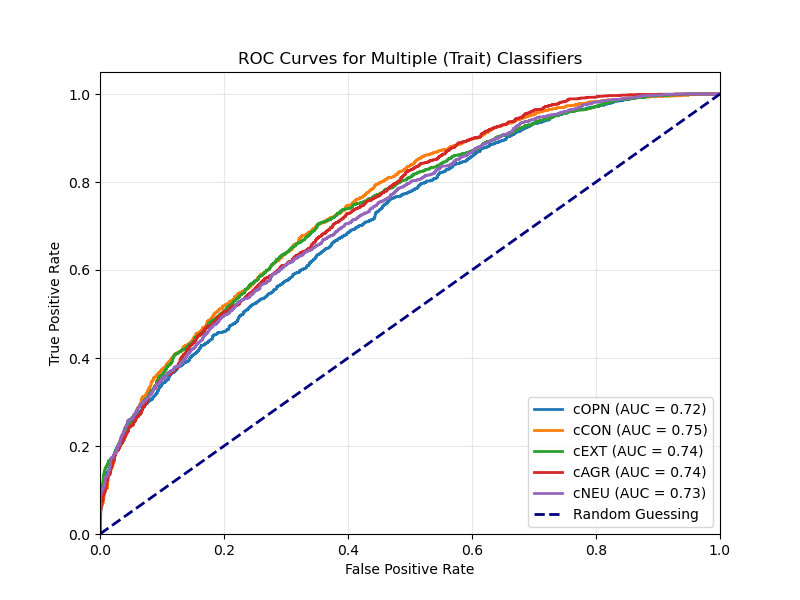 ROC Curves for Multiple (Trait) Classifiers
True Positive Rate
1.0
0.8
0.6
0.4
0.2
0.0
cOPN (AUC = 0.72)
cCON (AUC = 0.75)
cEXT (AUC = 0.74)
cAGR (AUC = 0.74)
cNEU (AUC = 0.73)
Random Guessing
0.0 0.2 0.4 0.6 0.8 1.0
False Positive Rate